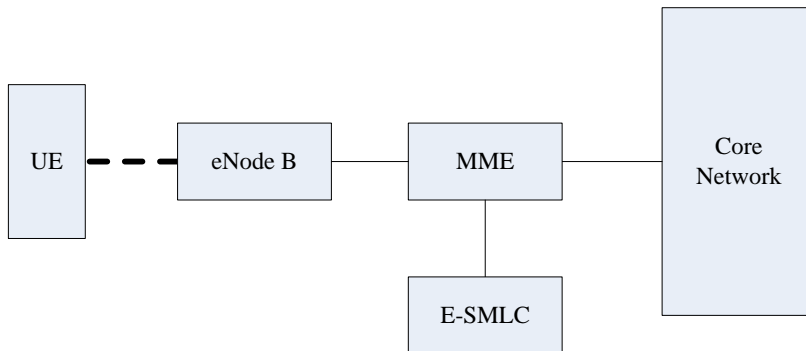 UE
eNode B
MME
Core
Network
E-SMLC